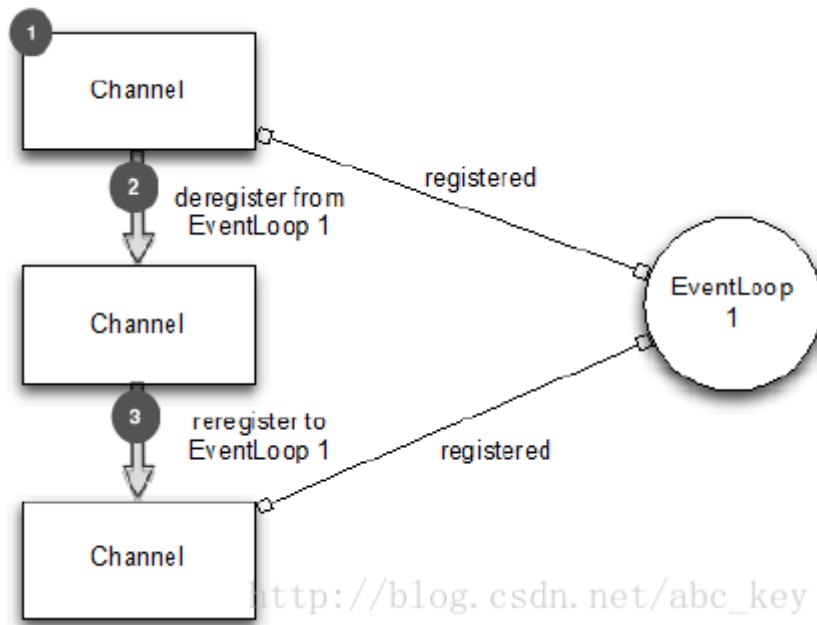 1
Channel
registered
2
deregister from
EventLoop 1
EventLoop
1
Channel
3
reregister to
EventLoop 1
registered
Channel
http://blog.csdn.net/abc_key